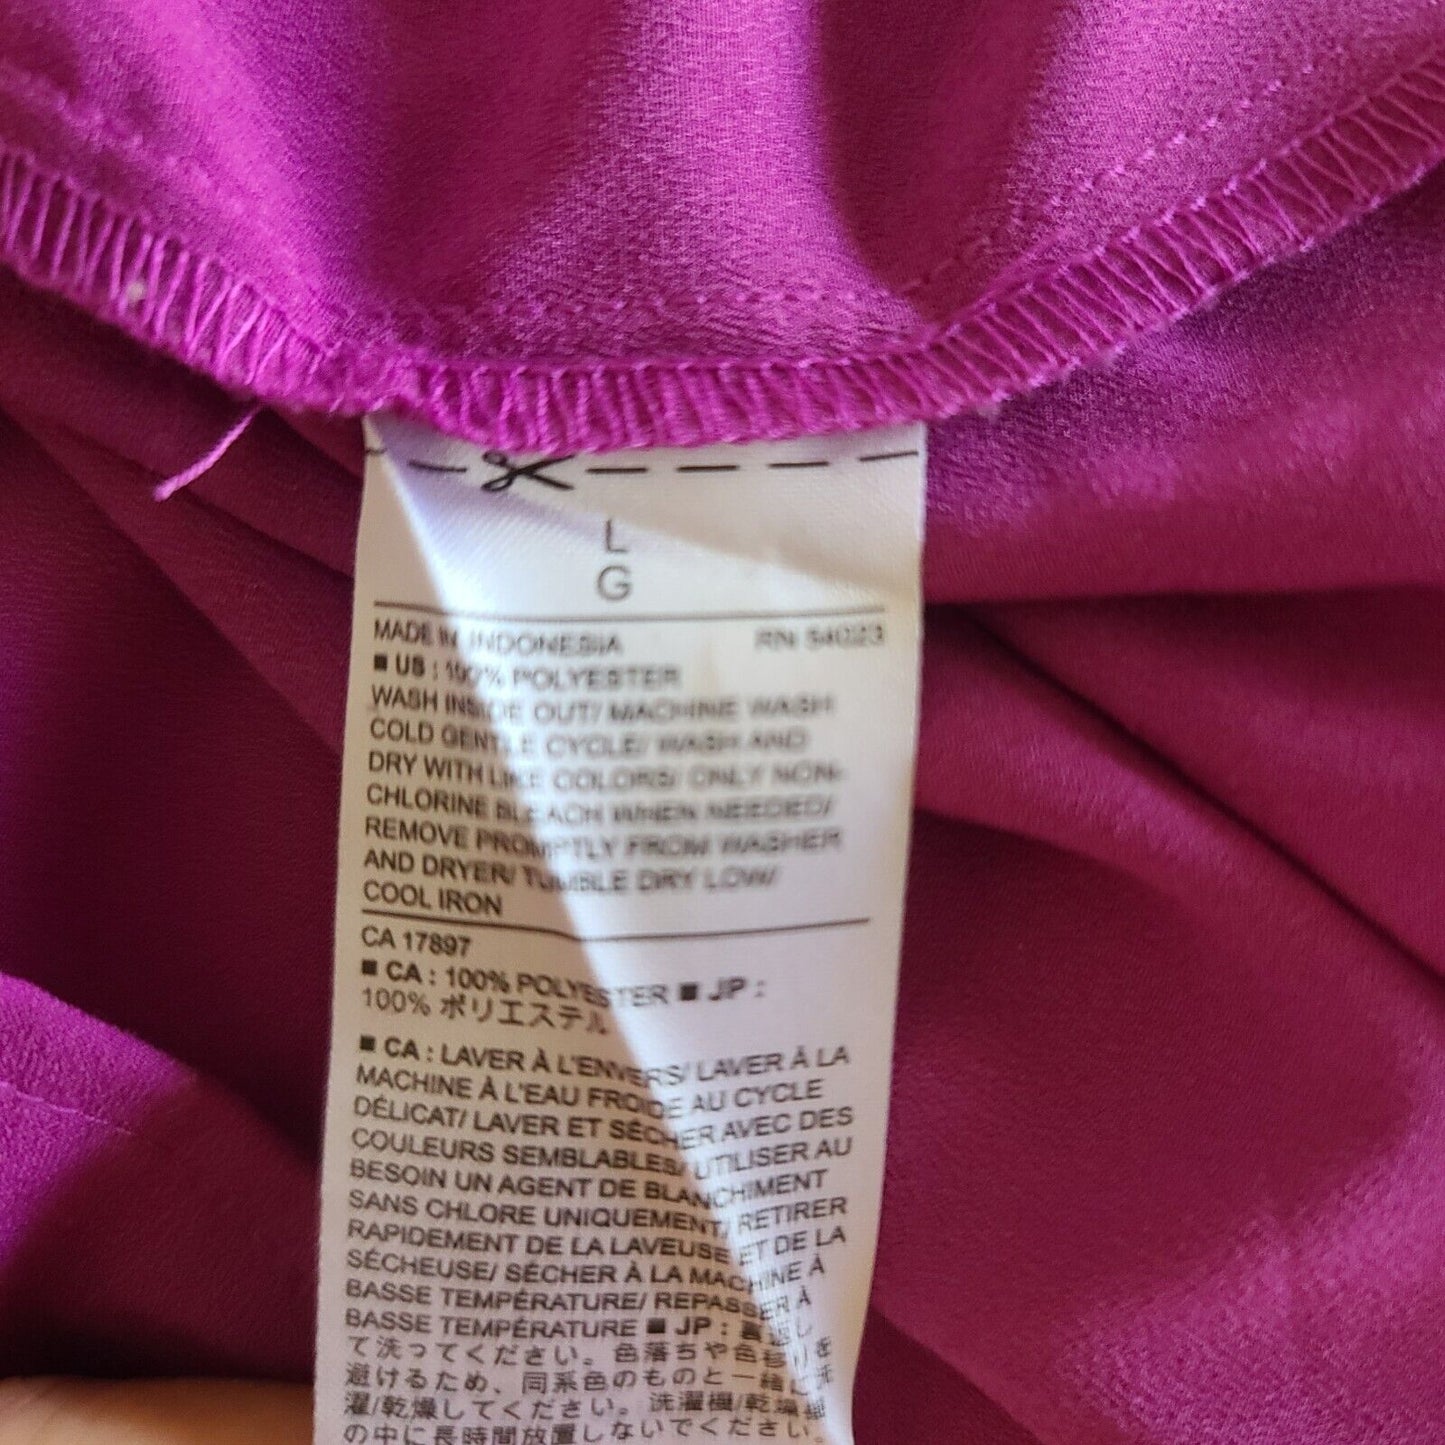 L
G
MADE IN INDONESIA RN 54023
■ US : 100% POLYESTER
WASH INSIDE OUT/ MACHINE WASH
COLD GENTLE CYCLE/ WASH AND
DRY WITH LIKE COLORS/ ONLY NON-
CHLORINE BLEACH WHEN NEEDED/
REMOVE PROMPTLY FROM WASHER
AND DRYER/ TUMBLE DRY LOW/
COOL IRON
CA 17897
■ CA : 100% POLYESTER ■ JP :
100% ポリエステル
■ CA : LAVER À L'ENVERS/ LAVER À LA
MACHINE À L'EAU FROIDE AU CYCLE
DÉLICAT/ LAVER ET SÉCHER AVEC DES
COULEURS SEMBLABLES/ UTILISER AU
BESOIN UN AGENT DE BLANCHIMENT
SANS CHLORE UNIQUEMENT/ RETIRER
RAPIDEMENT DE LA LAVEUSE ET DE LA
SÉCHEUSE/ SÉCHER À LA MACHINE À
BASSE TEMPÉRATURE/ REPASSER À
BASSE TEMPÉRATURE ■ JP : 裏返し
て洗ってください。色落ちや色移りを
避けるため、同系色のものと一緒に洗
濯/乾燥してください。洗濯機/乾燥機
の中に長時間放置しないでください。